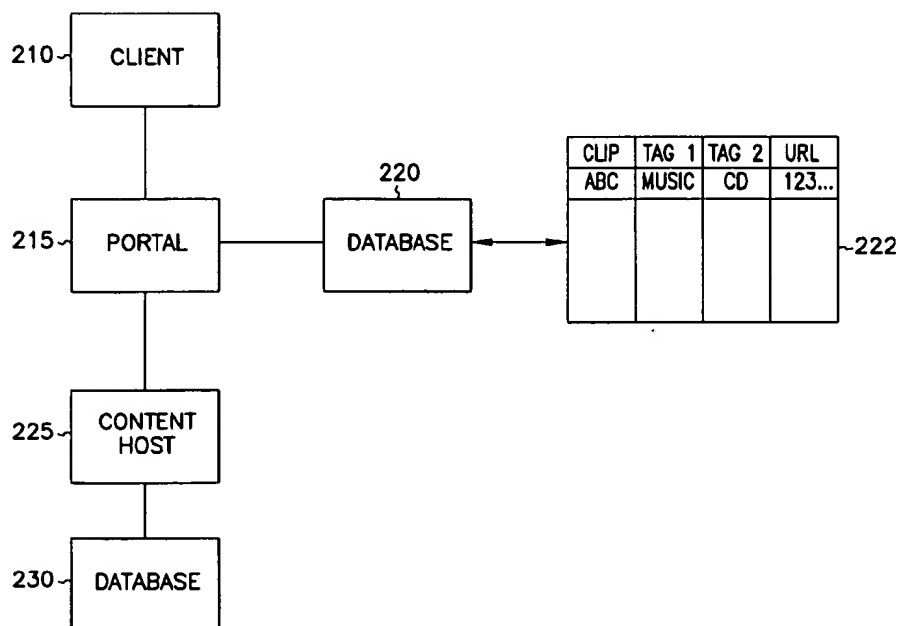 210
CLIENT
220
CLIP TAG 1 TAG 2 URL
ABC MUSIC CD 123...
215
PORTAL
DATABASE
222
225
CONTENT
HOST
230
DATABASE